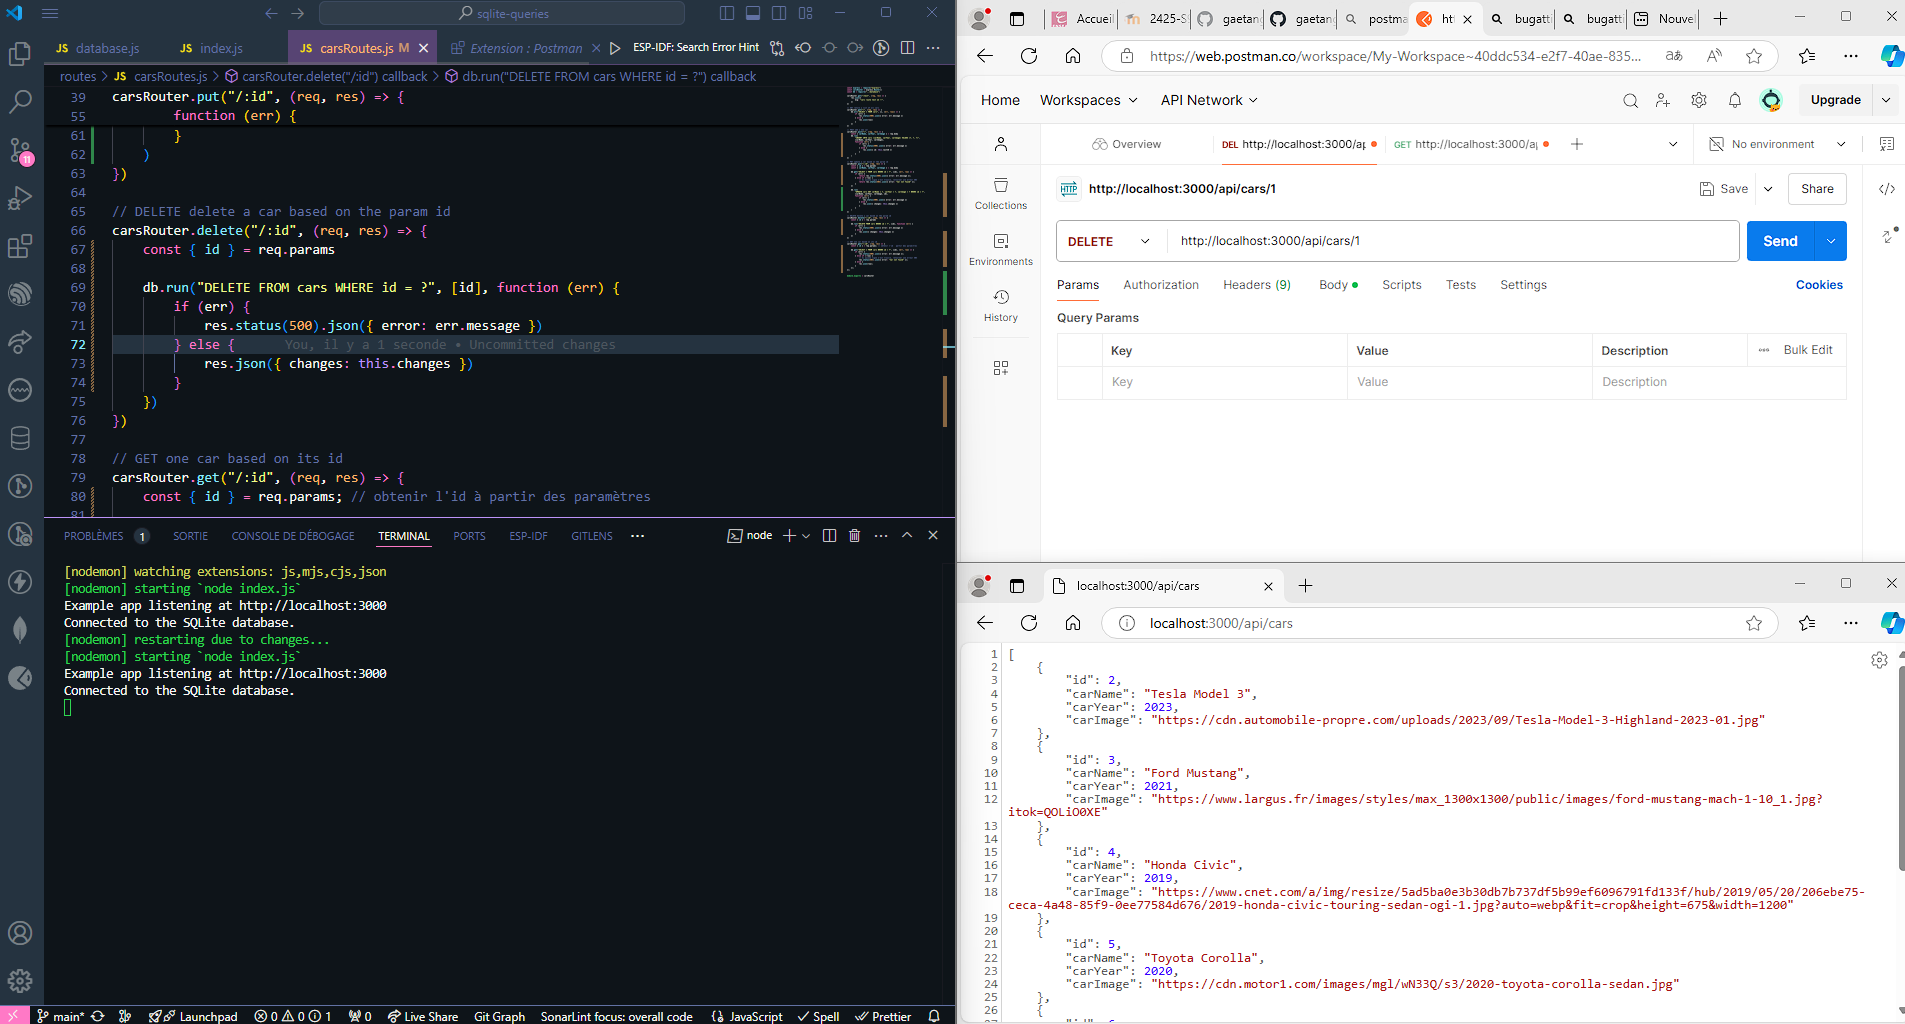 sqlite-queries
JS database.js
JS index.js
JS carsRoutes.js M
Extension : Postman
ESP-IDF: Search Error Hint
routes > JS carsRoutes.js > carsRouter.delete("/:id") callback > db.run("DELETE FROM cars WHERE id = ?") callback
39 carsRouter.put("/:id", (req, res) => {
55 function (err) {
61 }
62 )
63 })
64
65 // DELETE delete a car based on the param id
66 carsRouter.delete("/:id", (req, res) => {
67 const { id } = req.params
68
69 db.run("DELETE FROM cars WHERE id = ?", [id], function (err) {
70 if (err) {
71 res.status(500).json({ error: err.message })
72 } else { You, il y a 1 seconde • Uncommitted changes
73 res.json({ changes: this.changes })
74 }
75 })
76 })
77
78 // GET one car based on its id
79 carsRouter.get("/:id", (req, res) => {
80 const { id } = req.params; // obtenir l'id à partir des paramètres
81
11
PROBLÈMES 1 SORTIE CONSOLE DE DÉBOGAGE TERMINAL PORTS ESP-IDF GITLENS
node
[nodemon] watching extensions: js,mjs,cjs,json
[nodemon] starting `node index.js`
Example app listening at http://localhost:3000
Connected to the SQLite database.
[nodemon] restarting due to changes...
[nodemon] starting `node index.js`
Example app listening at http://localhost:3000
Connected to the SQLite database.
main* 0 0 1 0 Launchpad Live Share Git Graph SonarLint focus: overall code JavaScript Spell Prettier
Accueil
2425-S
gaetan
gaetan
postma
ht
bugatti
bugatti
Nouvel
https://web.postman.co/workspace/My-Workspace~40ddc534-e2f7-40ae-835...
Home Workspaces API Network
Upgrade
Overview
DEL http://localhost:3000/a
GET http://localhost:3000/a
No environment
HTTP http://localhost:3000/api/cars/1
Save
Share
Collections
Environments
History
DELETE http://localhost:3000/api/cars/1
Send
Params Authorization Headers (9) Body Scripts Tests Settings
Cookies
Query Params
Key Value Description Bulk Edit
Key Value Description
localhost:3000/api/cars
localhost:3000/api/cars
1 [
2 {
3 "id": 2,
4 "carName": "Tesla Model 3",
5 "carYear": 2023,
6 "carImage": "https://cdn.automobile-propre.com/uploads/2023/09/Tesla-Model-3-Highland-2023-01.jpg"
7 },
8 {
9 "id": 3,
10 "carName": "Ford Mustang",
11 "carYear": 2021,
12 "carImage": "https://www.largus.fr/images/styles/max_1300x1300/public/images/ford-mustang-mach-1-10_1.jpg?
itok=QOLiO0XE"
13 },
14 {
15 "id": 4,
16 "carName": "Honda Civic",
17 "carYear": 2019,
18 "carImage": "https://www.cnet.com/a/img/resize/5ad5ba0e3b30db7b737df5b99ef6096791fd133f/hub/2019/05/20/206ebe75-
ceca-4a48-85f9-0ee77584d676/2019-honda-civic-touring-sedan-ogi-1.jpg?auto=webp&fit=crop&height=675&width=1200"
19 },
20 {
21 "id": 5,
22 "carName": "Toyota Corolla",
23 "carYear": 2020,
24 "carImage": "https://cdn.motor1.com/images/mgl/wN33Q/s3/2020-toyota-corolla-sedan.jpg"
25 },
26 {